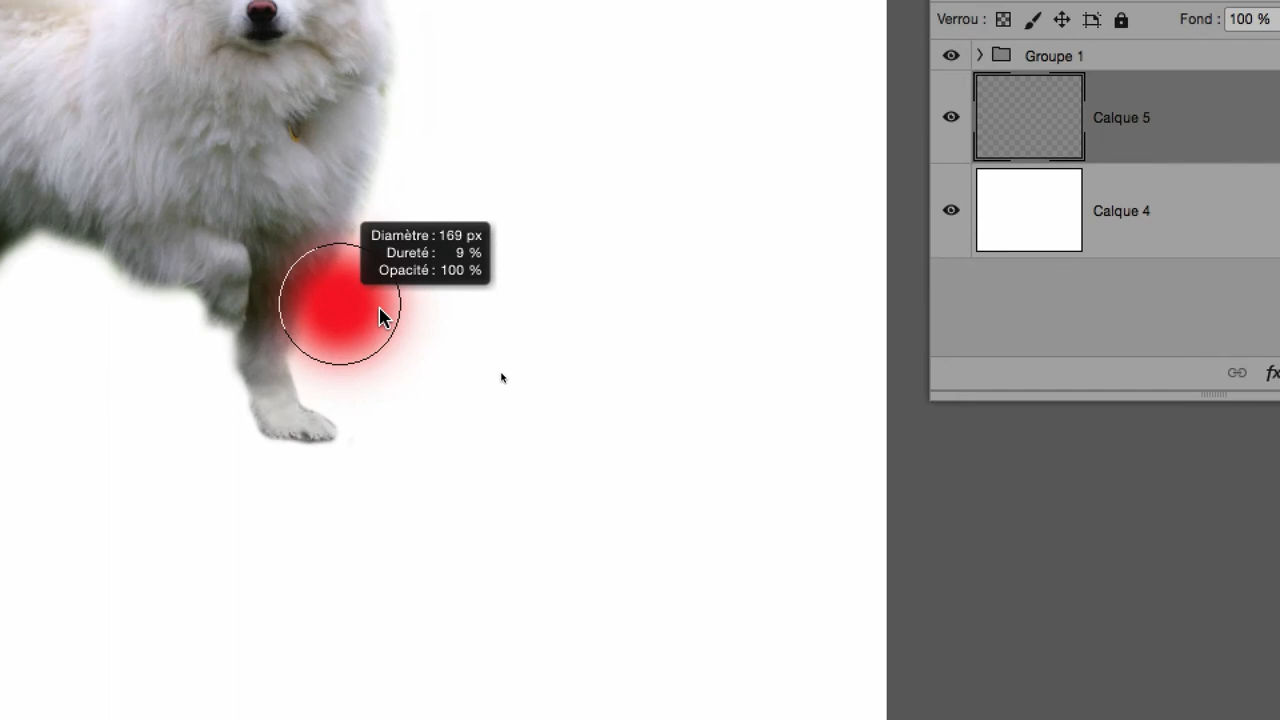 Verrou :
Fond : 100 %
Groupe 1
Calque 5
Calque 4
Diamètre : 169 px
Dureté : 9 %
Opacité : 100 %
fx